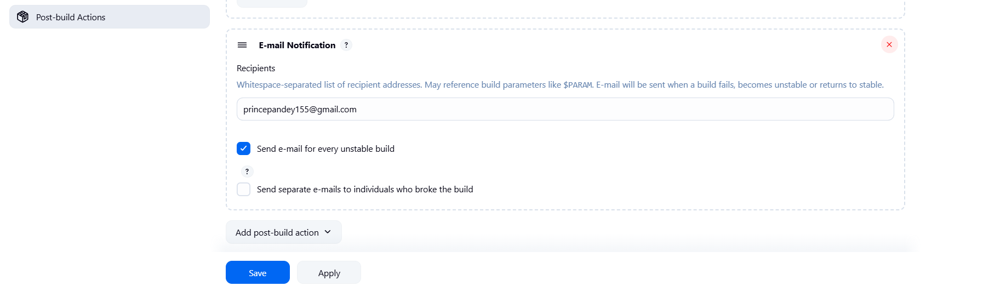 Post-build Actions
E-mail Notification ?
Recipients
Whitespace-separated list of recipient addresses. May reference build parameters like $PARAM. E-mail will be sent when a build fails, becomes unstable or returns to stable.
princepandey155@gmail.com
Send e-mail for every unstable build
?
Send separate e-mails to individuals who broke the build
Add post-build action
Save Apply